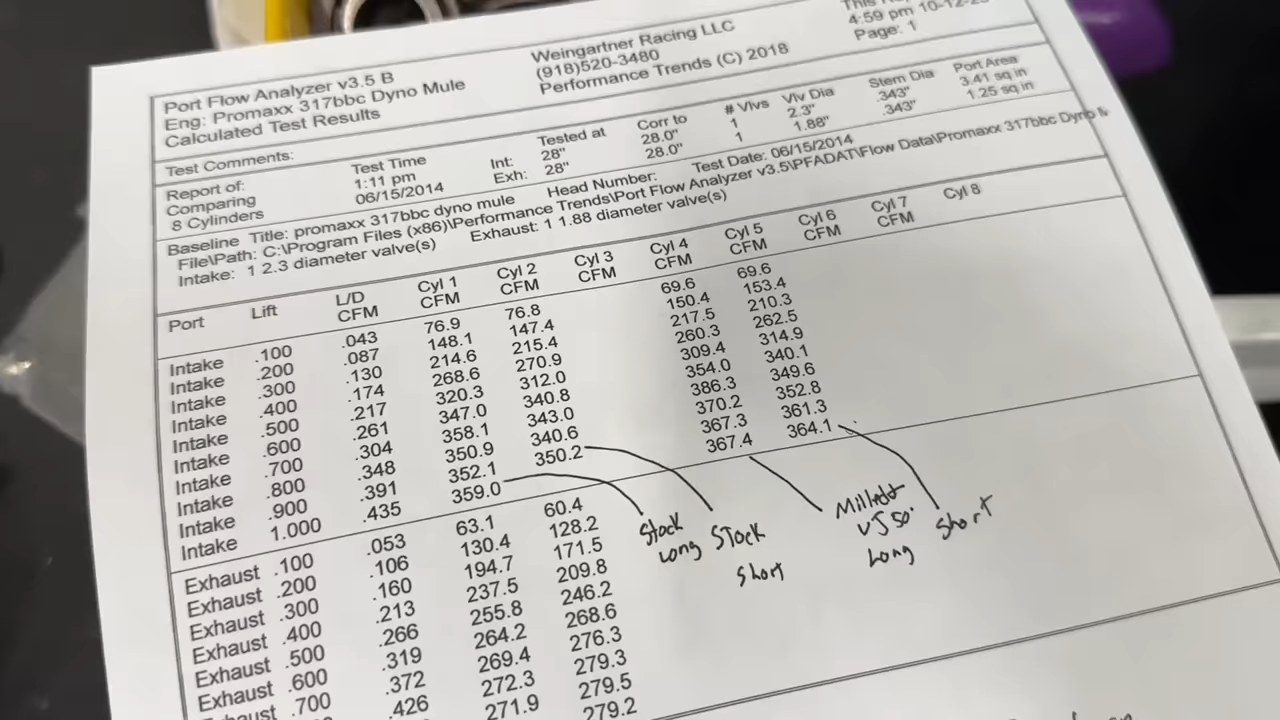 Port Flow Analyzer v3.5 B Weingartner Racing LLC
Eng: Promaxx 317bbc Dyno Mule (918)520-3480 4:59 pm
Calculated Test Results Performance Trends (C) 2018 Page: 1
Test Comments:
Report of: Test Time Tested at Corr to # Vlvs Vlv Dia Stem Dia Port Area
Comparing 1:11 pm Int: 28" 28.0" 1 2.3" .343" 3.41 sq in
8 Cylinders 06/15/2014 Exh: 28" 28.0" 1 1.88" .343" 1.25 sq in
Baseline Title: promaxx 317bbc dyno mule Head Number: Test Date: 06/15/2014
File\Path: C:\Program Files (x86)\Performance Trends\Port Flow Analyzer v3.5\PFADAT\Flow Data\Promaxx 317bbc Dyno
Intake: 1 2.3 diameter valve(s) Exhaust: 1 1.88 diameter valve(s)
Port Lift L/D Cyl 1 Cyl 2 Cyl 3 Cyl 4 Cyl 5 Cyl 6 Cyl 7 Cyl 8
CFM CFM CFM CFM CFM CFM CFM CFM
Intake .100 .043 76.9 76.8 69.6 69.6
Intake .200 .087 148.1 147.4 150.4 153.4
Intake .300 .130 214.6 215.4 217.5 210.3
Intake .400 .174 268.6 270.9 260.3 262.5
Intake .500 .217 320.3 312.0 309.4 314.9
Intake .600 .261 347.0 340.8 354.0 340.1
Intake .700 .304 358.1 343.0 386.3 349.6
Intake .800 .348 350.9 340.6 370.2 352.8
Intake .900 .391 352.1 350.2 367.3 361.3
Intake 1.000 .435 359.0 367.4 364.1
Stock Long
Stock Short
Milled VJ 50° Long
Short
Exhaust .100 .053 63.1 60.4
Exhaust .200 .106 130.4 128.2
Exhaust .300 .160 194.7 171.5
Exhaust .400 .213 237.5 209.8
Exhaust .500 .266 255.8 246.2
Exhaust .600 .319 264.2 268.6
Exhaust .700 .372 269.4 276.3
.426 272.3 279.3
271.9 279.5
279.2